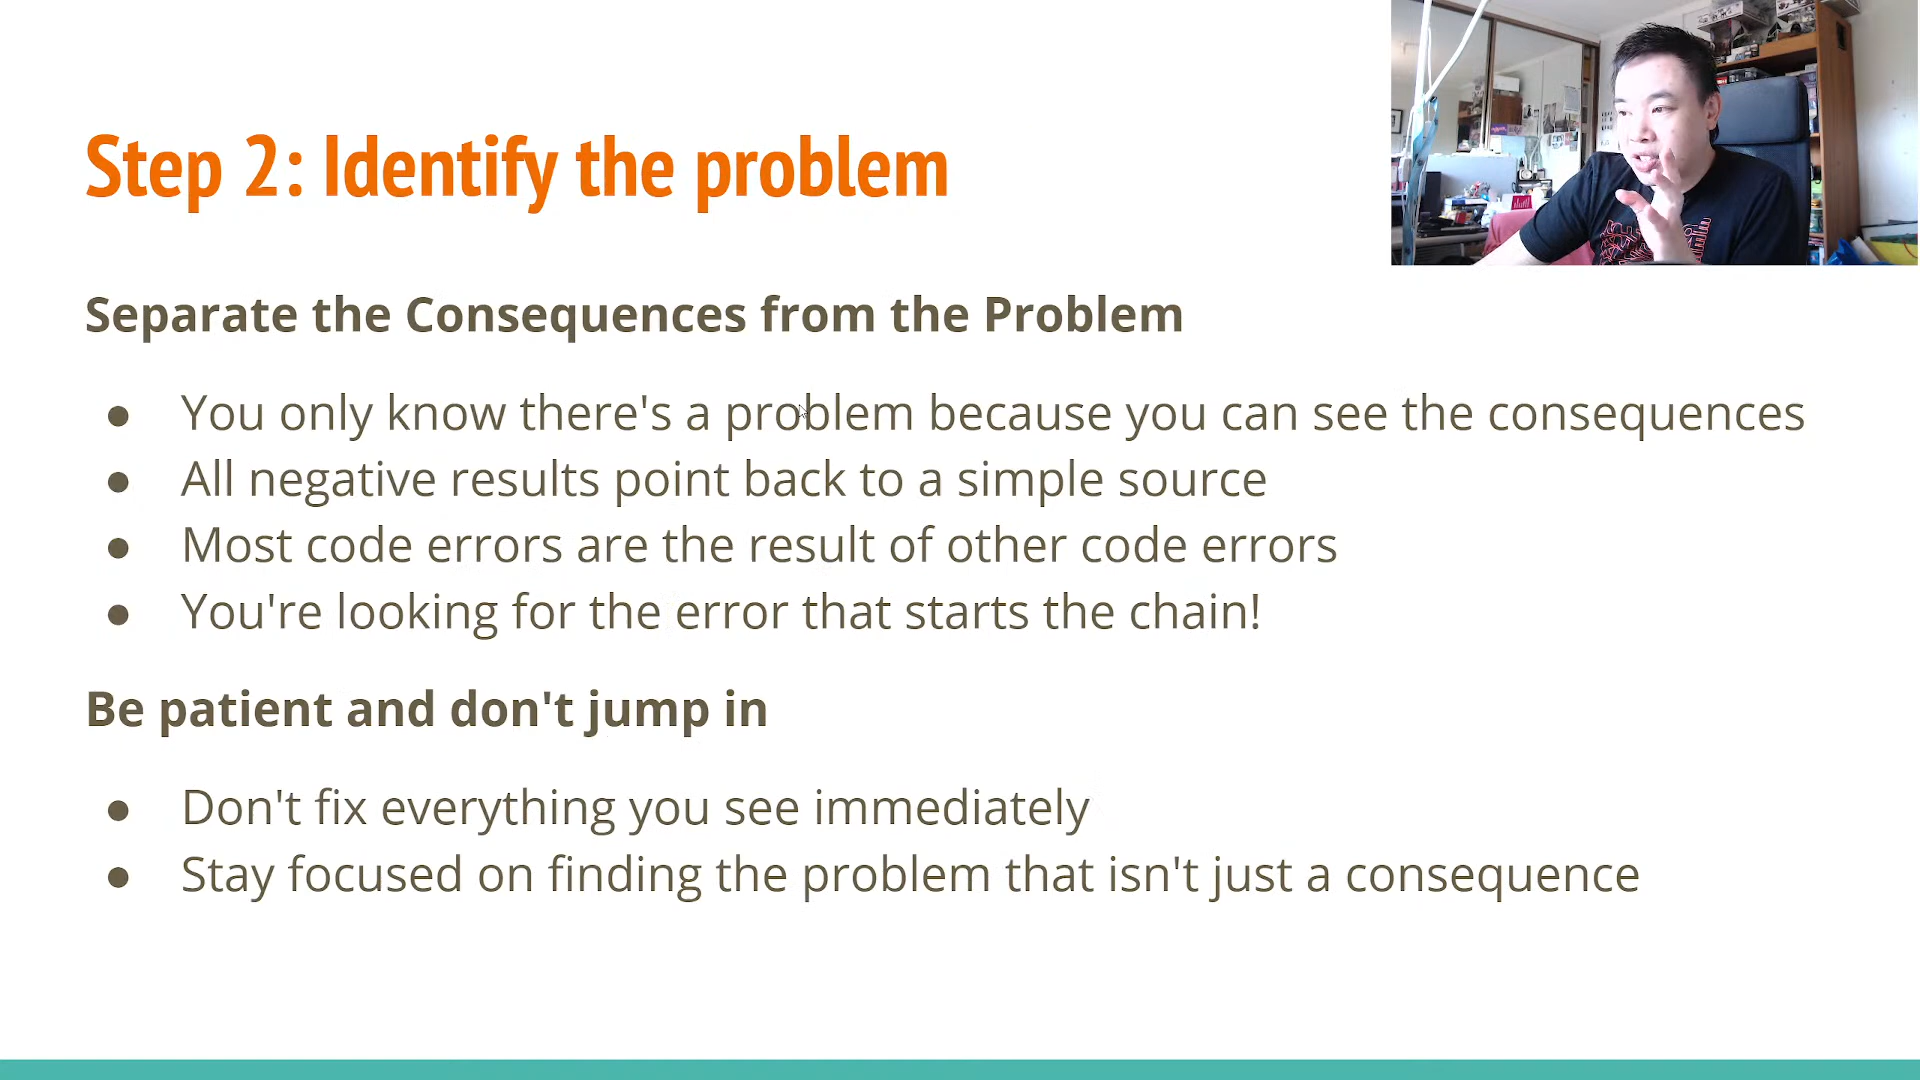 Step 2: Identify the problem
Separate the Consequences from the Problem
● You only know there's a problem because you can see the consequences
● All negative results point back to a simple source
● Most code errors are the result of other code errors
● You're looking for the error that starts the chain!
Be patient and don't jump in
● Don't fix everything you see immediately
● Stay focused on finding the problem that isn't just a consequence